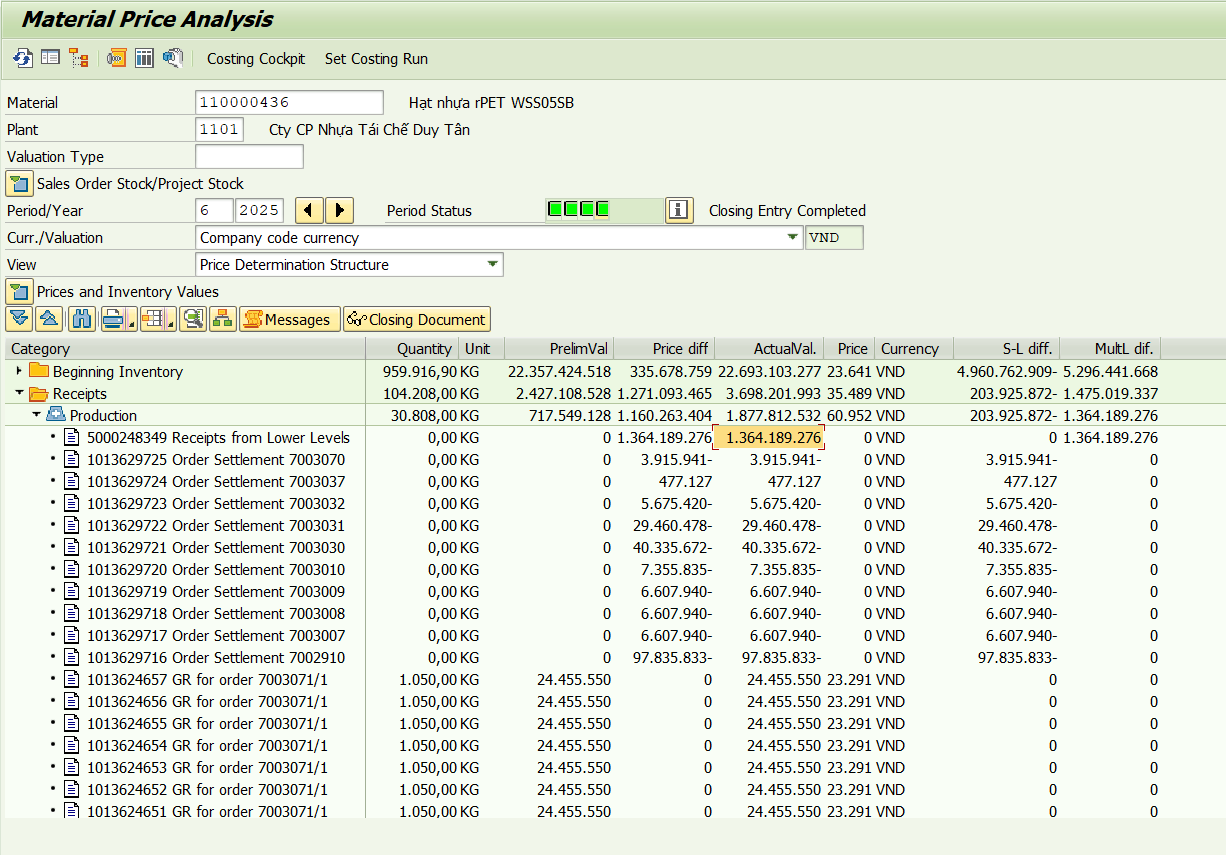 Material Price Analysis
Costing Cockpit Set Costing Run
Material 110000436 Hạt nhựa rPET WSS05SB
Plant 1101 Cty CP Nhựa Tái Chế Duy Tân
Valuation Type
Sales Order Stock/Project Stock
Period/Year 6 2025 Period Status Closing Entry Completed
Curr./Valuation Company code currency VND
View Price Determination Structure
Prices and Inventory Values
Messages Closing Document
Category Quantity Unit PrelimVal Price diff ActualVal. Price Currency S-L diff. MultL dif.
Beginning Inventory 959.916,90 KG 22.357.424.518 335.678.759 22.693.103.277 23.641 VND 4.960.762.909- 5.296.441.668
Receipts 104.208,00 KG 2.427.108.528 1.271.093.465 3.698.201.993 35.489 VND 203.925.872- 1.475.019.337
Production 30.808,00 KG 717.549.128 1.160.263.404 1.877.812.532 60.952 VND 203.925.872- 1.364.189.276
5000248349 Receipts from Lower Levels 0,00 KG 0 1.364.189.276 1.364.189.276 0 VND 0 1.364.189.276
1013629725 Order Settlement 7003070 0,00 KG 0 3.915.941- 3.915.941- 0 VND 3.915.941- 0
1013629724 Order Settlement 7003037 0,00 KG 0 477.127 477.127 0 VND 477.127 0
1013629723 Order Settlement 7003032 0,00 KG 0 5.675.420- 5.675.420- 0 VND 5.675.420- 0
1013629722 Order Settlement 7003031 0,00 KG 0 29.460.478- 29.460.478- 0 VND 29.460.478- 0
1013629721 Order Settlement 7003030 0,00 KG 0 40.335.672- 40.335.672- 0 VND 40.335.672- 0
1013629720 Order Settlement 7003010 0,00 KG 0 7.355.835- 7.355.835- 0 VND 7.355.835- 0
1013629719 Order Settlement 7003009 0,00 KG 0 6.607.940- 6.607.940- 0 VND 6.607.940- 0
1013629718 Order Settlement 7003008 0,00 KG 0 6.607.940- 6.607.940- 0 VND 6.607.940- 0
1013629717 Order Settlement 7003007 0,00 KG 0 6.607.940- 6.607.940- 0 VND 6.607.940- 0
1013629716 Order Settlement 7002910 0,00 KG 0 97.835.833- 97.835.833- 0 VND 97.835.833- 0
1013624657 GR for order 7003071/1 1.050,00 KG 24.455.550 0 24.455.550 23.291 VND 0 0
1013624656 GR for order 7003071/1 1.050,00 KG 24.455.550 0 24.455.550 23.291 VND 0 0
1013624655 GR for order 7003071/1 1.050,00 KG 24.455.550 0 24.455.550 23.291 VND 0 0
1013624654 GR for order 7003071/1 1.050,00 KG 24.455.550 0 24.455.550 23.291 VND 0 0
1013624653 GR for order 7003071/1 1.050,00 KG 24.455.550 0 24.455.550 23.291 VND 0 0
1013624652 GR for order 7003071/1 1.050,00 KG 24.455.550 0 24.455.550 23.291 VND 0 0
1013624651 GR for order 7003071/1 1.050,00 KG 24.455.550 0 24.455.550 23.291 VND 0 0